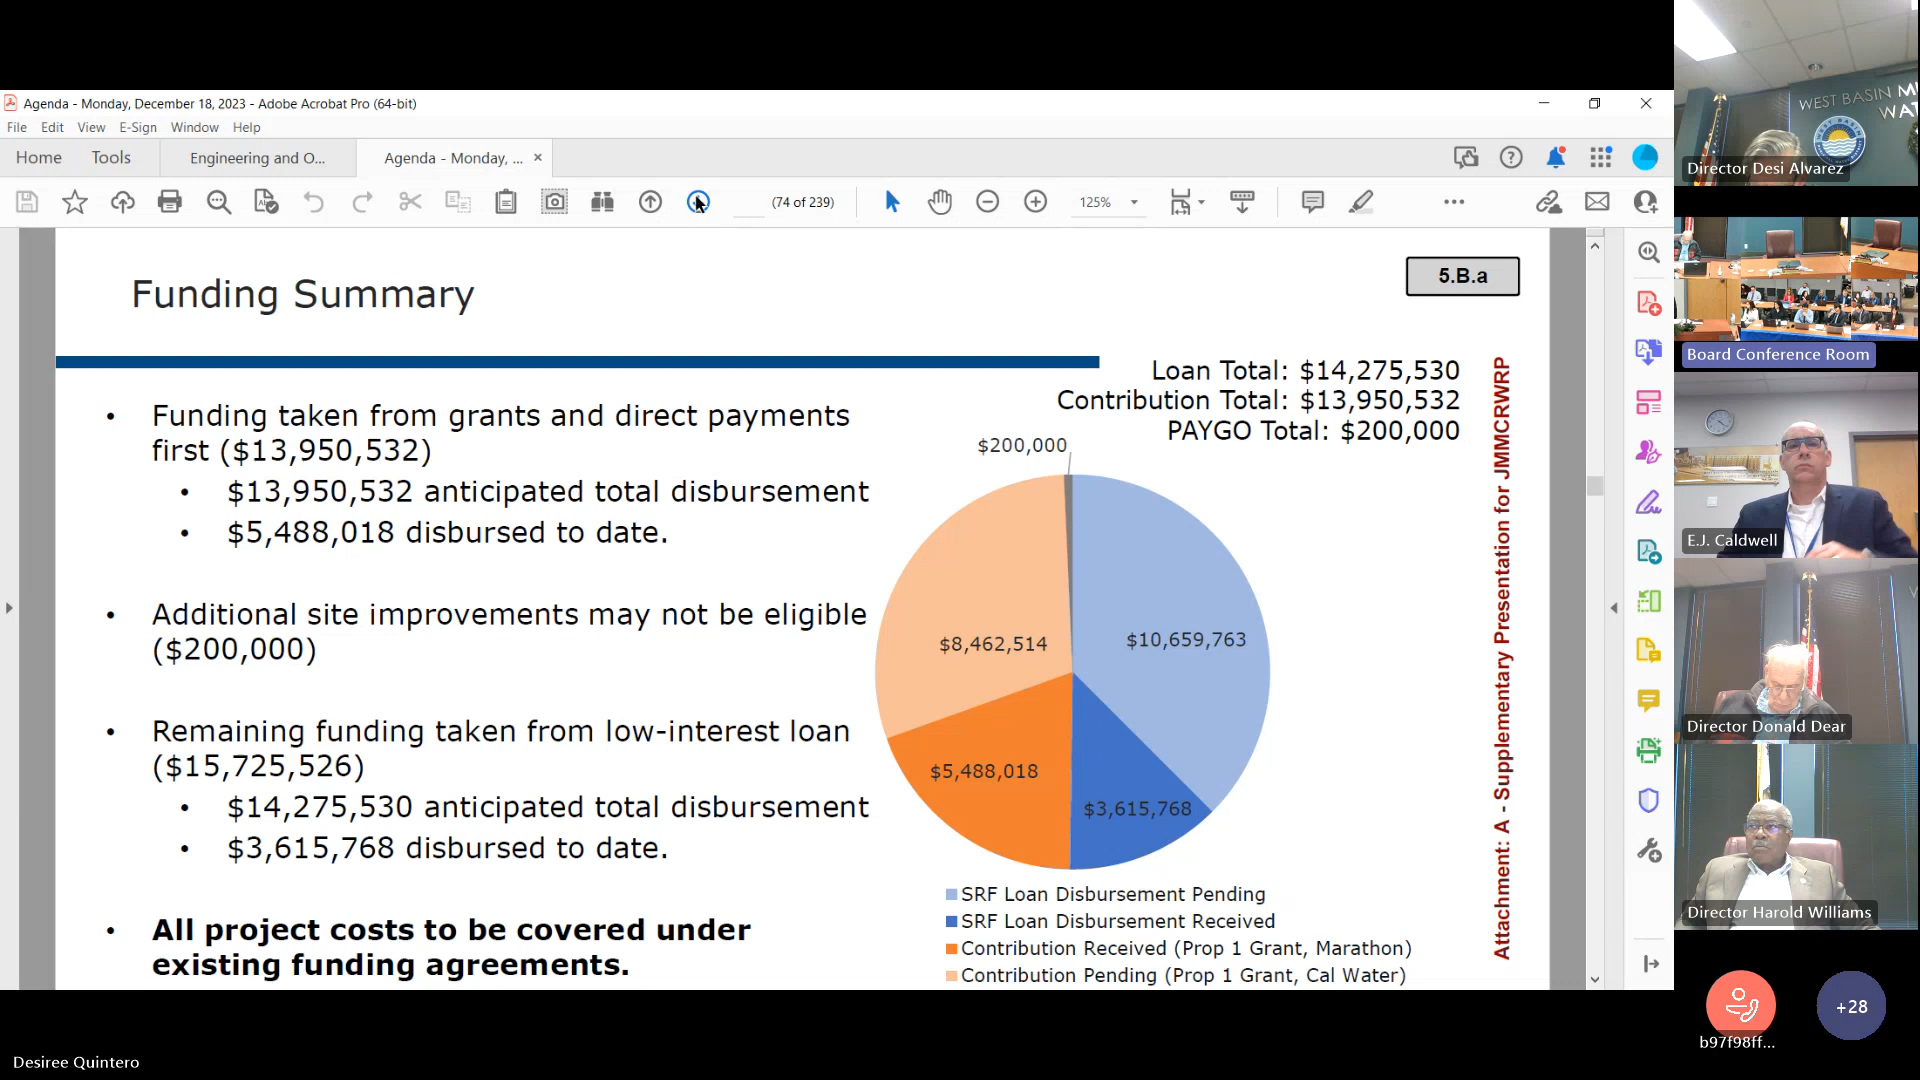 Agenda - Monday, December 18, 2023 - Adobe Acrobat Pro (64-bit)
File Edit View E-Sign Window Help
Home Tools Engineering and O... Agenda - Monday, ...
(74 of 239) 125%
5.B.a
Funding Summary
Loan Total: $14,275,530
Contribution Total: $13,950,532
PAYGO Total: $200,000
• Funding taken from grants and direct payments
first ($13,950,532)
• $13,950,532 anticipated total disbursement
• $5,488,018 disbursed to date.
• Additional site improvements may not be eligible
($200,000)
• Remaining funding taken from low-interest loan
($15,725,526)
• $14,275,530 anticipated total disbursement
• $3,615,768 disbursed to date.
• All project costs to be covered under
existing funding agreements.
$200,000
$8,462,514
$10,659,763
$5,488,018
$3,615,768
SRF Loan Disbursement Pending
SRF Loan Disbursement Received
Contribution Received (Prop 1 Grant, Marathon)
Contribution Pending (Prop 1 Grant, Cal Water)
Attachment: A - Supplementary Presentation for JMMCRWRP
WEST BASIN
Director Desi Alvarez
Board Conference Room
E.J. Caldwell
Director Donald Dear
Director Harold Williams
+28
b97f98ff...
Desiree Quintero